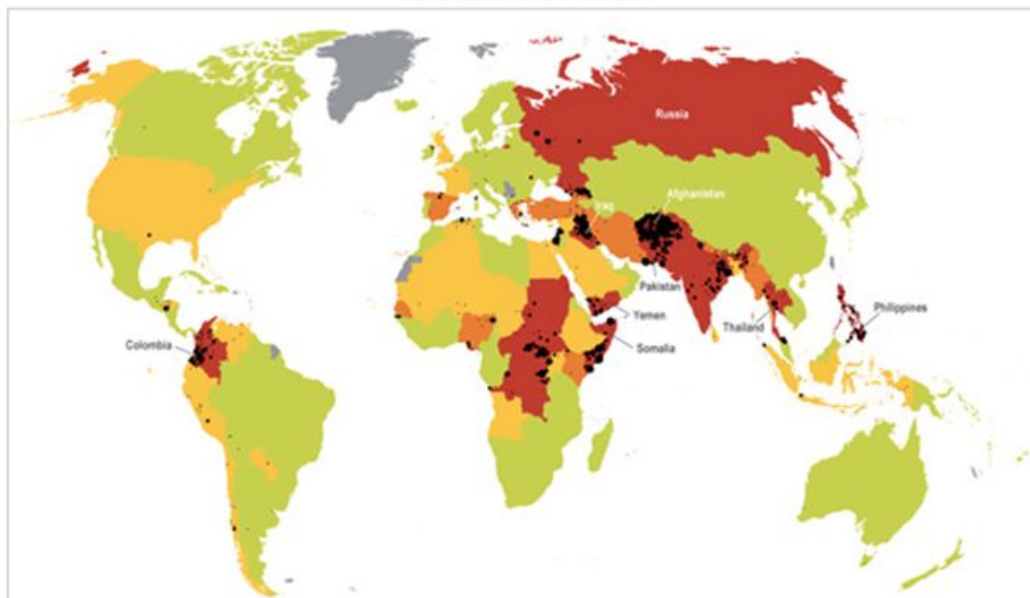 Russia
Afghanistan
Iraq
Pakistan
Yemen
Philippines
Thailand
Somalia
Colombia